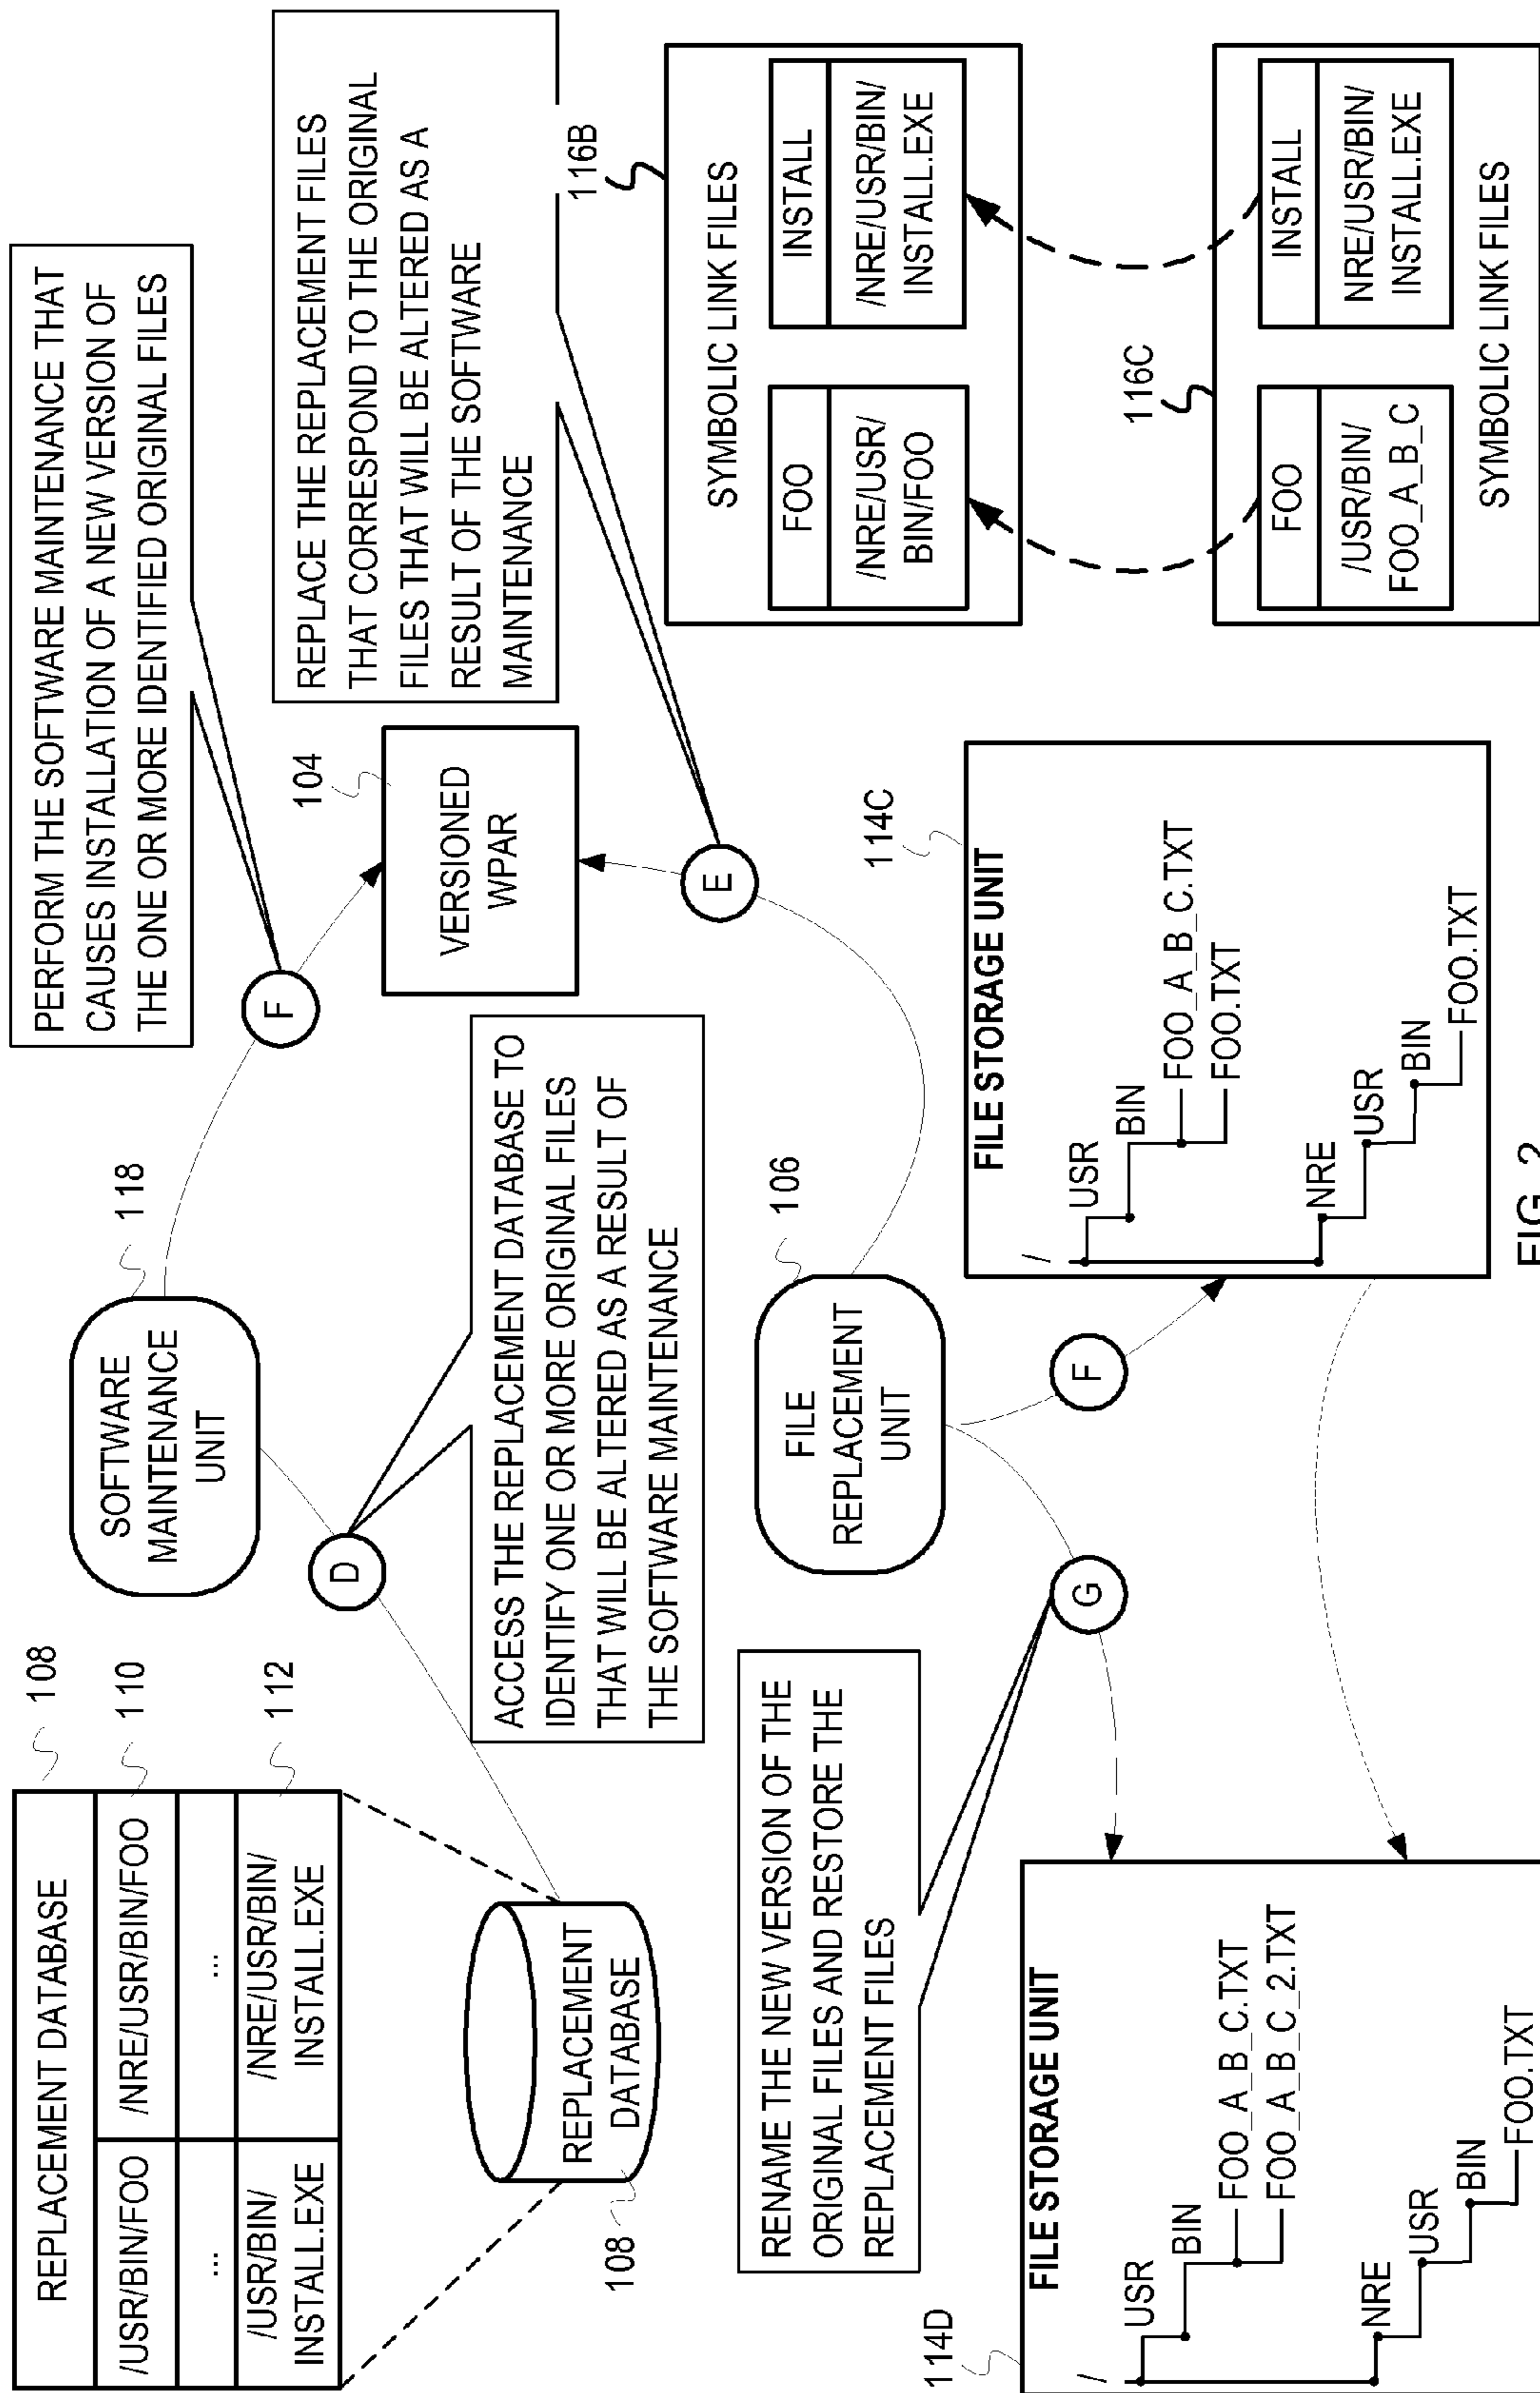 108
REPLACEMENT DATABASE
/USR/BIN/FOO
/NRE/USR/BIN/FOO
110
...
...
/USR/BIN/
INSTALL.EXE
/NRE/USR/BIN/
INSTALL.EXE
112
REPLACEMENT
DATABASE
108
SOFTWARE
MAINTENANCE
UNIT
118
D
ACCESS THE REPLACEMENT DATABASE TO
IDENTIFY ONE OR MORE ORIGINAL FILES
THAT WILL BE ALTERED AS A RESULT OF
THE SOFTWARE MAINTENANCE
F
PERFORM THE SOFTWARE MAINTENANCE THAT
CAUSES INSTALLATION OF A NEW VERSION OF
THE ONE OR MORE IDENTIFIED ORIGINAL FILES
104
VERSIONED
WPAR
E
REPLACE THE REPLACEMENT FILES
THAT CORRESPOND TO THE ORIGINAL
FILES THAT WILL BE ALTERED AS A
RESULT OF THE SOFTWARE
MAINTENANCE
116B
SYMBOLIC LINK FILES
FOO
/NRE/USR/
BIN/FOO
INSTALL
/NRE/USR/BIN/
INSTALL.EXE
116C
FOO
/USR/BIN/
FOO_A_B_C
INSTALL
NRE/USR/BIN/
INSTALL.EXE
SYMBOLIC LINK FILES
106
FILE
REPLACEMENT
UNIT
F
G
RENAME THE NEW VERSION OF THE
ORIGINAL FILES AND RESTORE THE
REPLACEMENT FILES
114C
FILE STORAGE UNIT
/
USR
BIN
FOO_A_B_C.TXT
FOO.TXT
NRE
USR
BIN
FOO.TXT
114D
FILE STORAGE UNIT
/
USR
BIN
FOO_A_B_C.TXT
FOO_A_B_C_2.TXT
NRE
USR
BIN
FOO.TXT
FIG. 2